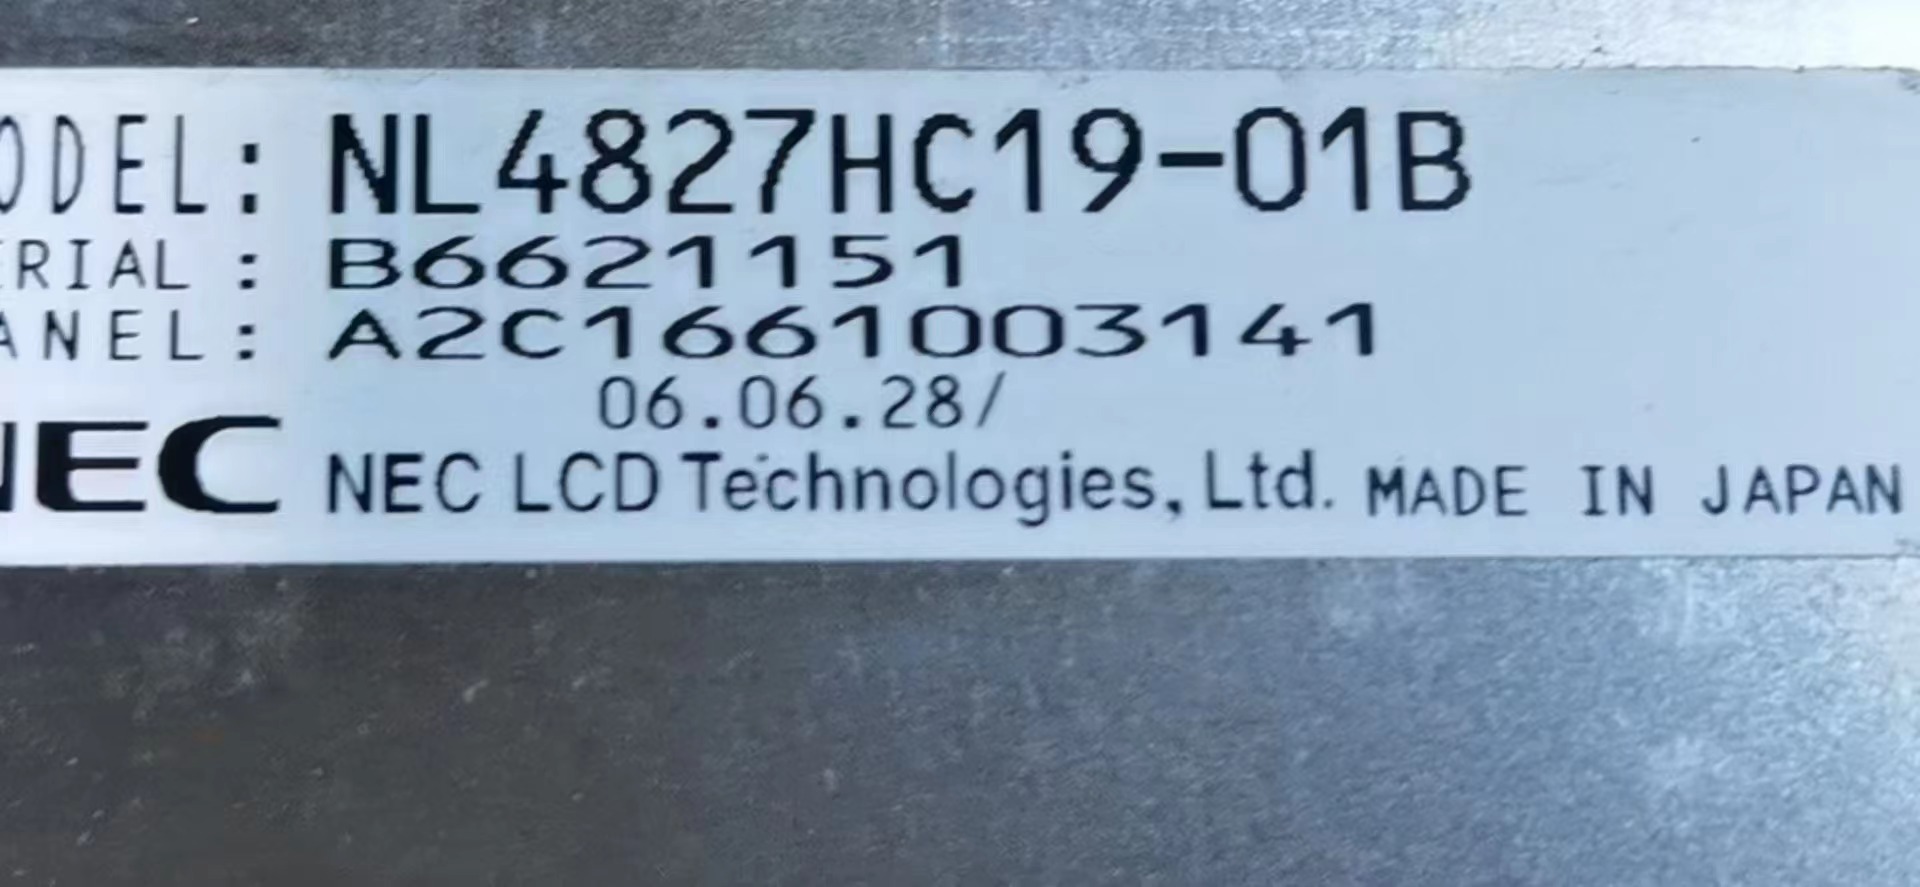 ODEL: NL4827HC19-01B
ERIAL : B6621151
ANEL: A2C1661003141
06.06.28/
NEC NEC LCD Technologies, Ltd. MADE IN JAPAN